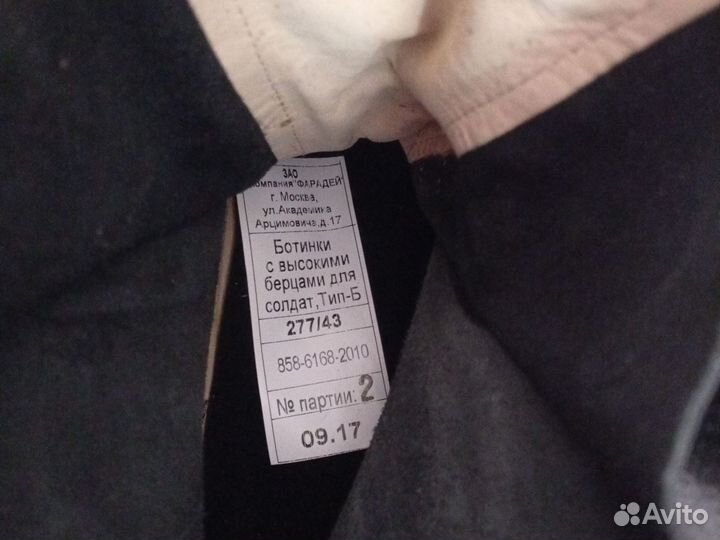 ЗАО
компания"ФАРАДЕЙ"
г. Москва,
ул.Академика
Арцимовича,д.17
Ботинки
с высокими
берцами для
солдат,Тип-Б
277/43
858-6168-2010
№ партии: 2
09.17
Avito